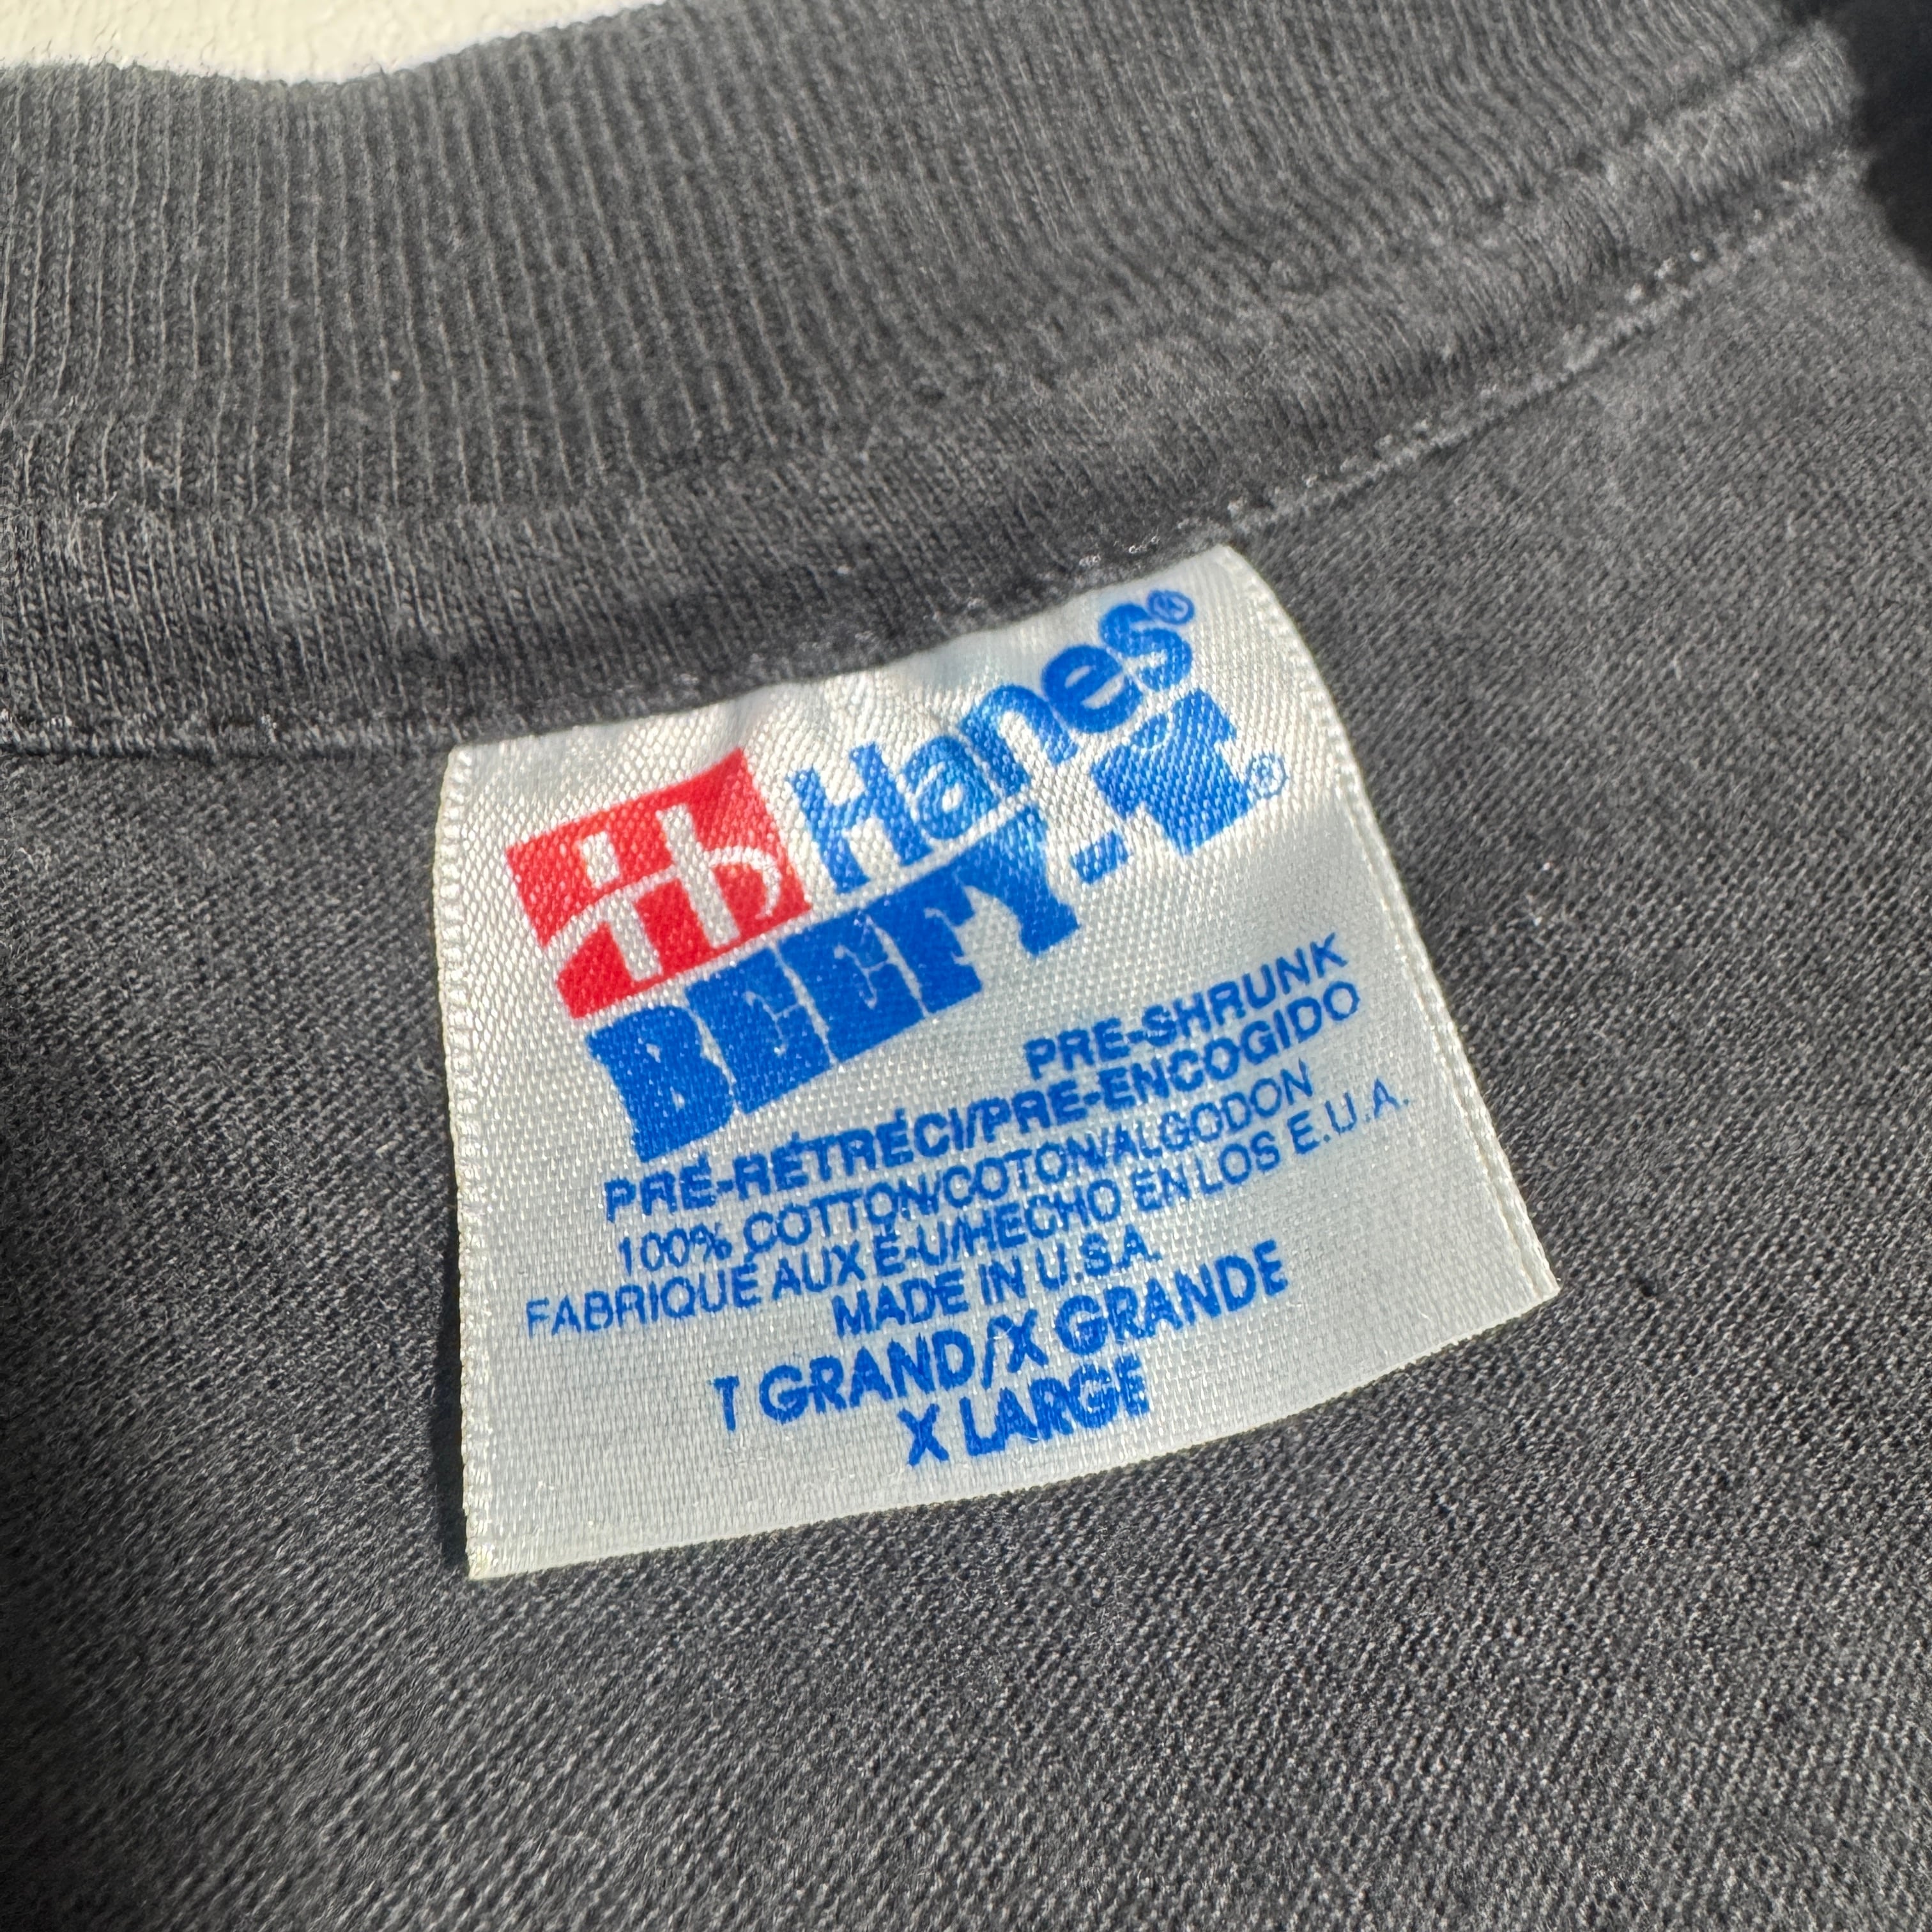 Hb Hanes®
BEEFY-T®
PRE-SHRUNK
PRÉ-RÉTRÉCI/PRE-ENCOGIDO
100% COTTON/COTON/ALGODON
FABRIQUÉ AUX É-U/HECHO EN LOS E.U.A.
MADE IN U.S.A.
T GRAND/X GRANDE
X LARGE